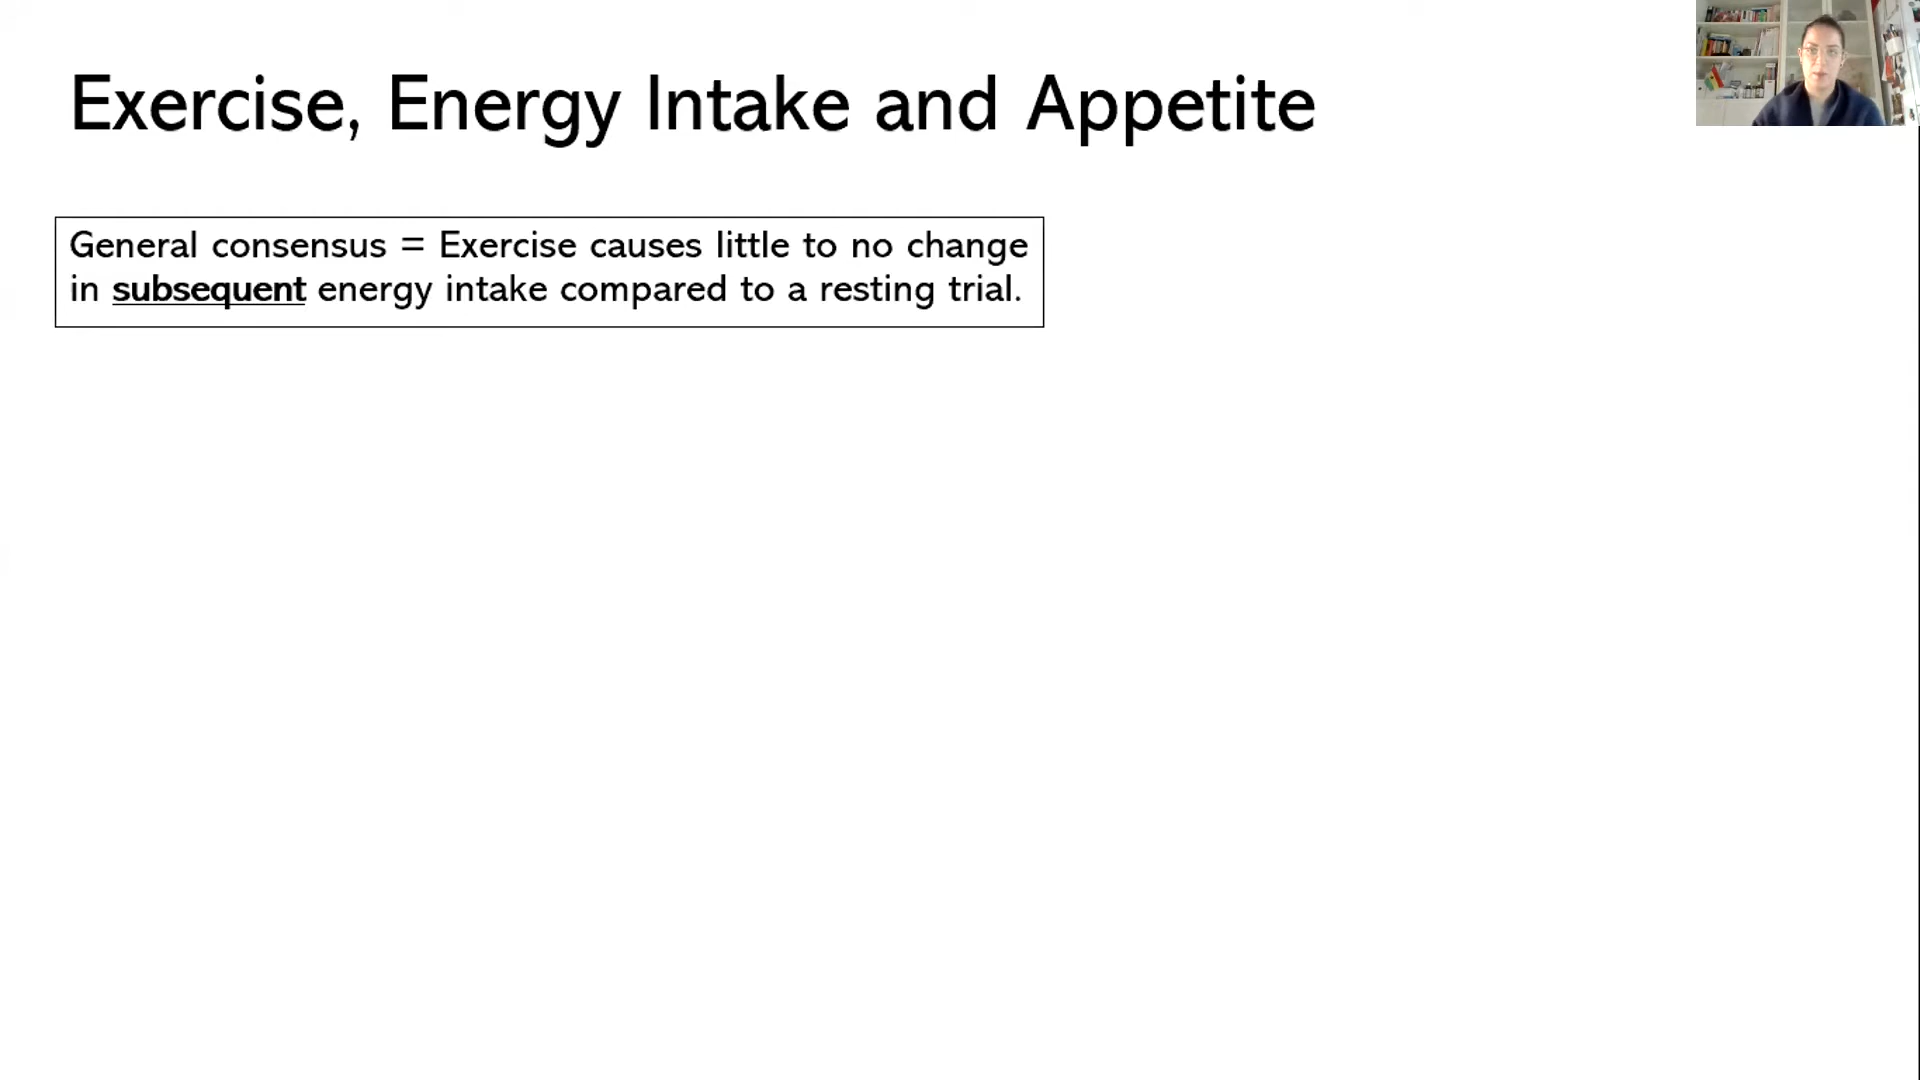 Exercise, Energy Intake and Appetite
General consensus = Exercise causes little to no change
in subsequent energy intake compared to a resting trial.